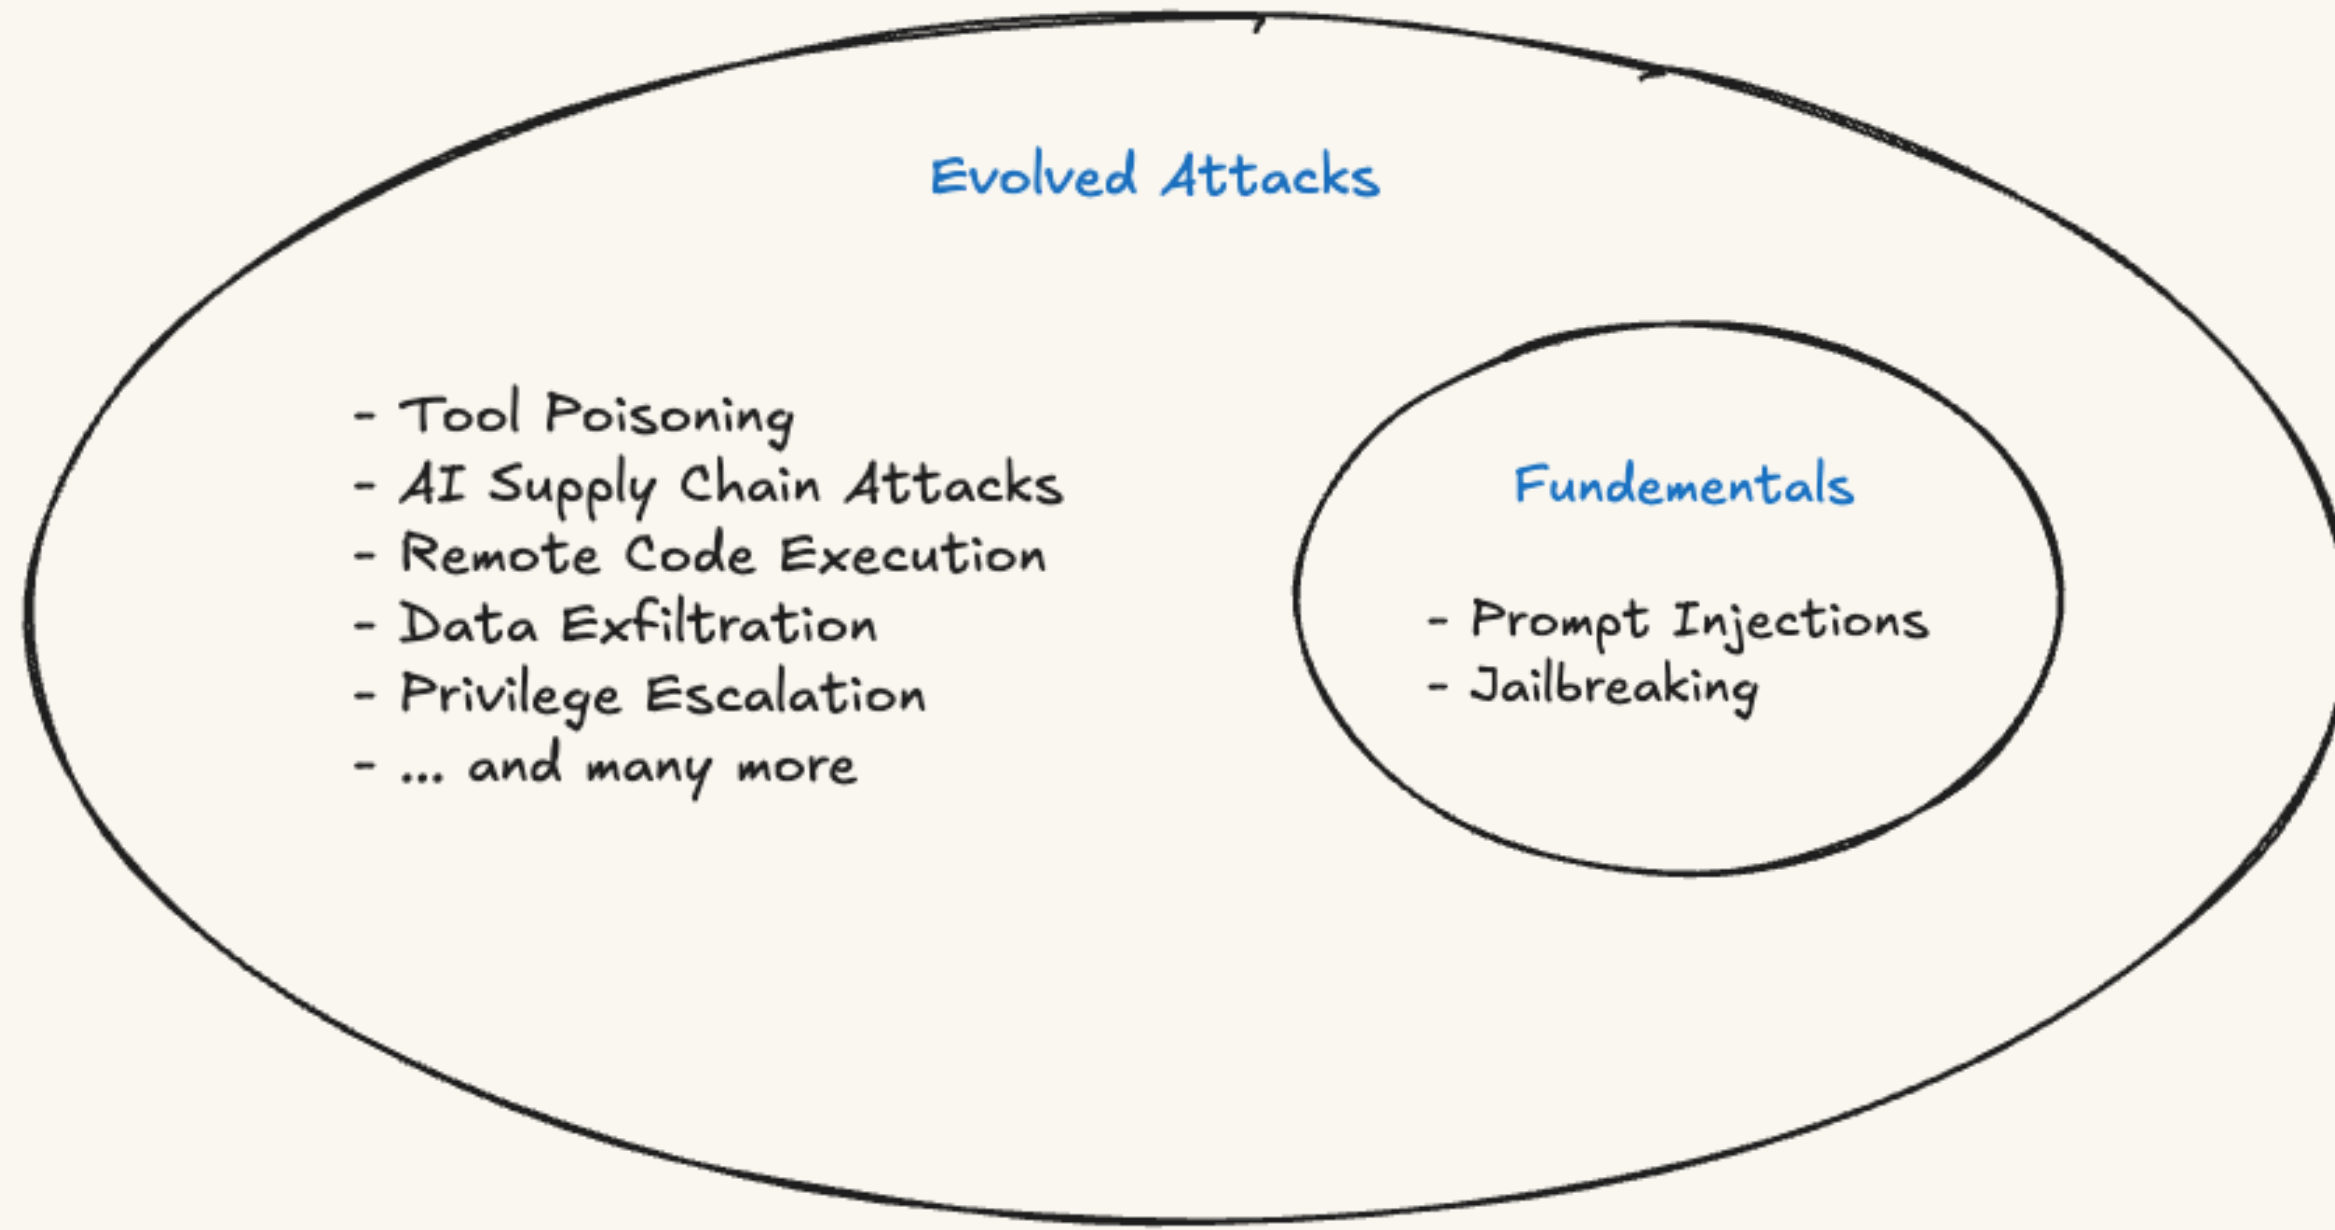 Evolved Attacks
- Tool Poisoning
- AI Supply Chain Attacks
- Remote Code Execution
- Data Exfiltration
- Privilege Escalation
- ... and many more
Fundementals
- Prompt Injections
- Jailbreaking